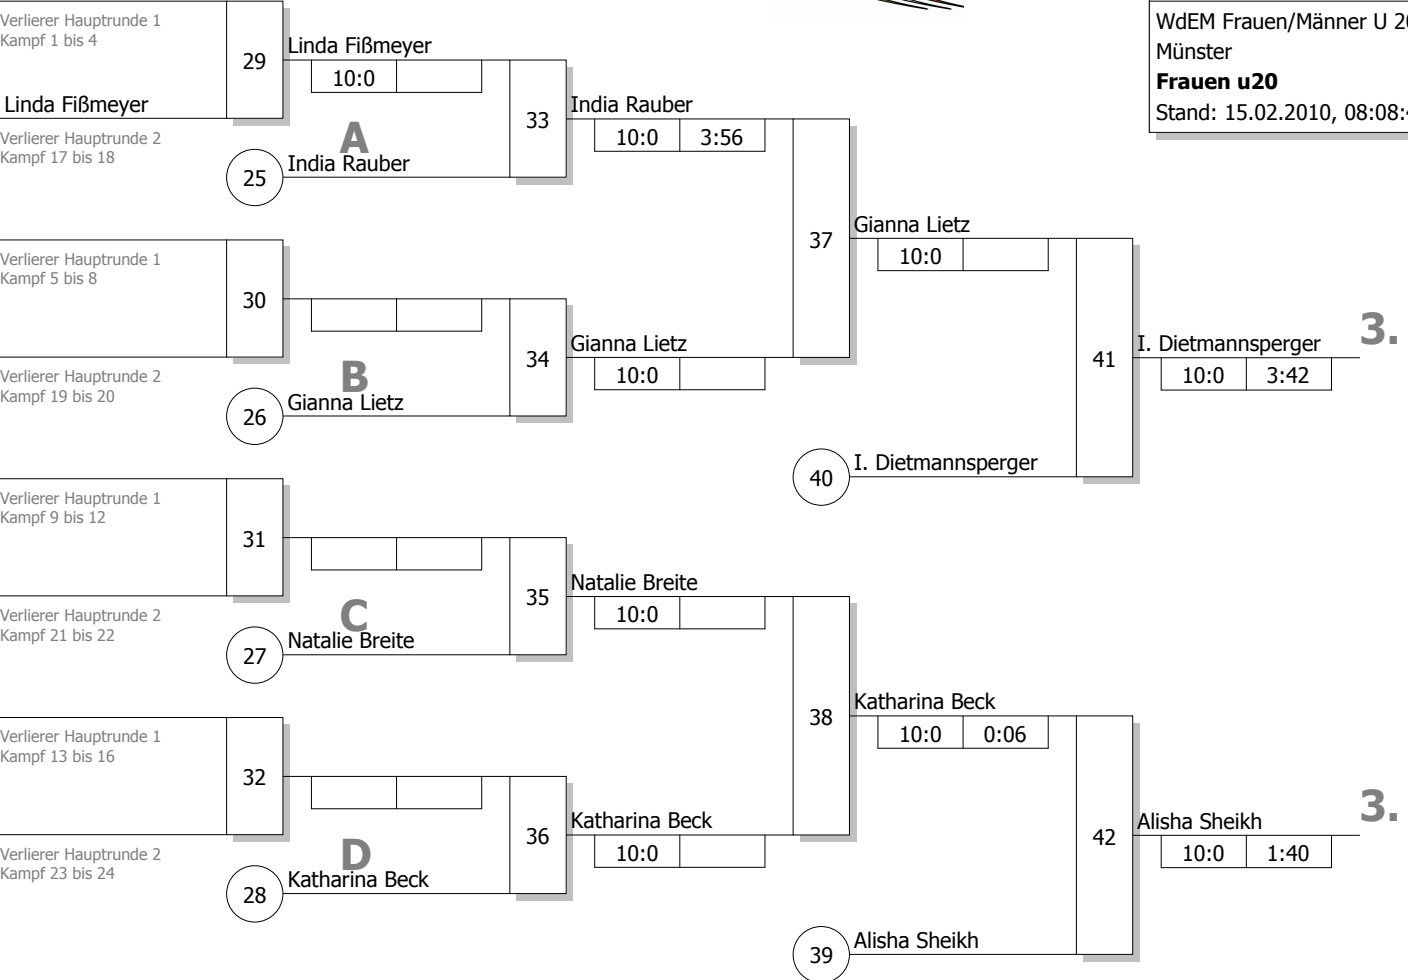 Verlierer Hauptrunde 1
Kampf 1 bis 4
29
Linda Fißmeyer
10:0
Linda Fißmeyer
33
India Rauber
10:0 3:56
Verlierer Hauptrunde 2
Kampf 17 bis 18
A
25
India Rauber
WdEM Frauen/Männer U 20
Münster
Frauen u20
Stand: 15.02.2010, 08:08:4
37
Gianna Lietz
10:0
Verlierer Hauptrunde 1
Kampf 5 bis 8
30
34
Gianna Lietz
10:0
Verlierer Hauptrunde 2
Kampf 19 bis 20
B
26
Gianna Lietz
41
I. Dietmannsperger
10:0 3:42
3.
40
I. Dietmannsperger
Verlierer Hauptrunde 1
Kampf 9 bis 12
31
35
Natalie Breite
10:0
Verlierer Hauptrunde 2
Kampf 21 bis 22
C
27
Natalie Breite
38
Katharina Beck
10:0 0:06
Verlierer Hauptrunde 1
Kampf 13 bis 16
32
36
Katharina Beck
10:0
Verlierer Hauptrunde 2
Kampf 23 bis 24
D
28
Katharina Beck
42
Alisha Sheikh
10:0 1:40
3.
39
Alisha Sheikh